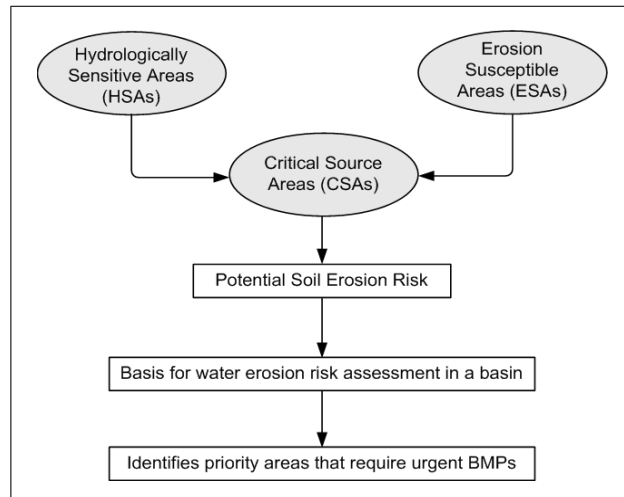 Hydrologically
Sensitive Areas
(HSAs)
Erosion
Susceptible
Areas (ESAs)
Critical Source
Areas (CSAs)
Potential Soil Erosion Risk
Basis for water erosion risk assessment in a basin
Identifies priority areas that require urgent BMPs